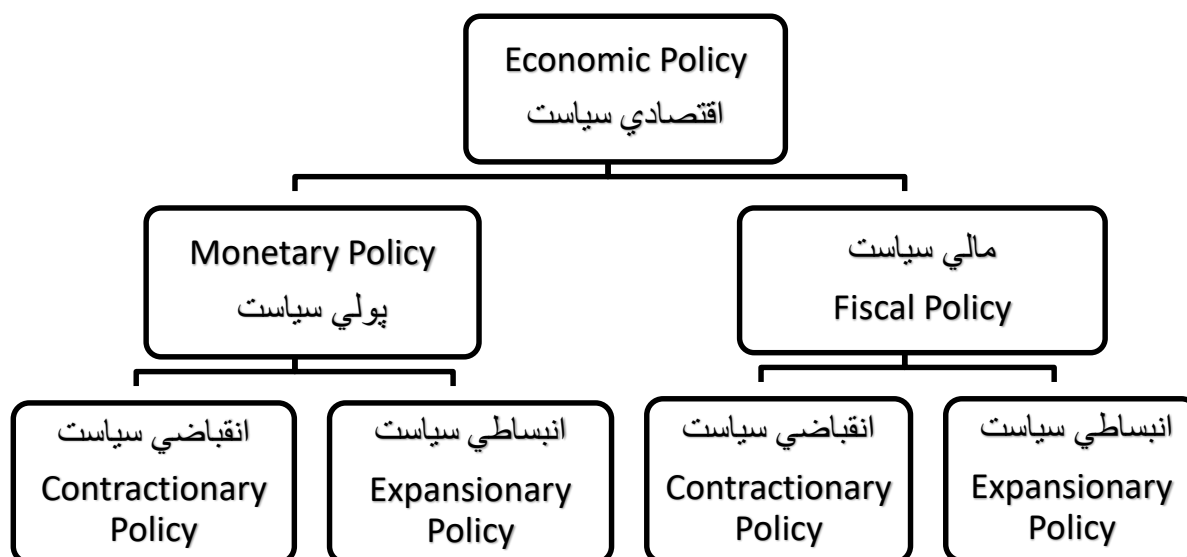 Economic Policy
اقتصادي سياست
Monetary Policy
پولي سياست
مالي سياست
Fiscal Policy
انقباضي سياست
Contractionary
Policy
انبساطي سياست
Expansionary
Policy
انقباضي سياست
Contractionary
Policy
انبساطي سياست
Expansionary
Policy